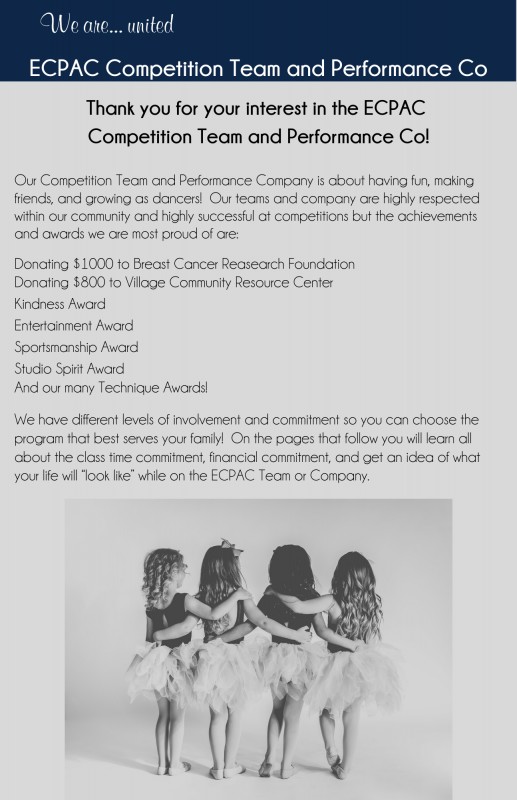 We are... united
ECPAC Competition Team and Performance Co
Thank you for your interest in the ECPAC
Competition Team and Performance Co!
Our Competition Team and Performance Company is about having fun, making
friends, and growing as dancers! Our teams and company are highly respected
within our community and highly successful at competitions but the achievements
and awards we are most proud of are:
Donating $1000 to Breast Cancer Reasearch Foundation
Donating $800 to Village Community Resource Center
Kindness Award
Entertainment Award
Sportsmanship Award
Studio Spirit Award
And our many Technique Awards!
We have different levels of involvement and commitment so you can choose the
program that best serves your family! On the pages that follow you will learn all
about the class time commitment, financial commitment, and get an idea of what
your life will “look like” while on the ECPAC Team or Company.